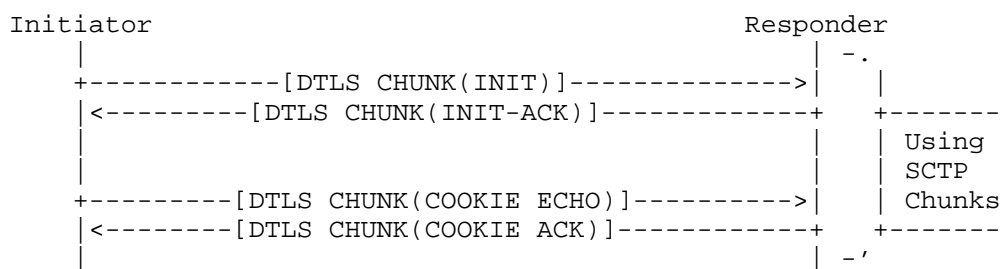 Initiator Responder
| | -.
+------------[DTLS CHUNK(INIT)]-------------->| |
|<---------[DTLS CHUNK(INIT-ACK)]-------------+ +-------
| | | Using
| | | SCTP
+---------[DTLS CHUNK(COOKIE ECHO)]---------->| | Chunks
|<--------[DTLS CHUNK(COOKIE ACK)]------------+ +-------
| | -’